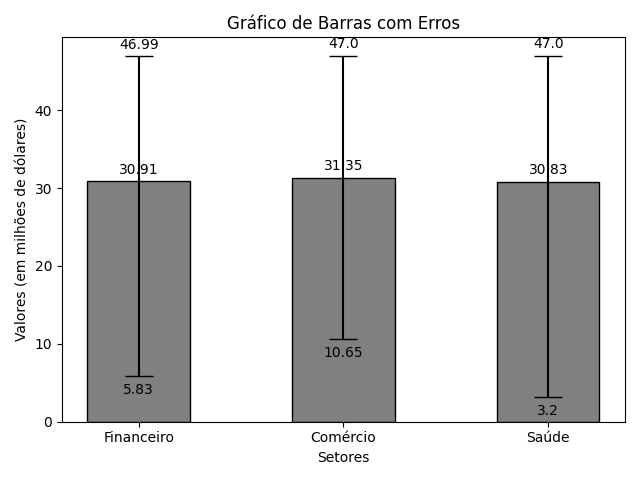 Gráfico de Barras com Erros
46.99
47.0
47.0
40
30.91
31.35
30.83
30
20
Valores (em milhões de dólares)
10
10.65
5.83
3.2
0
Financeiro
Comércio
Saúde
Setores